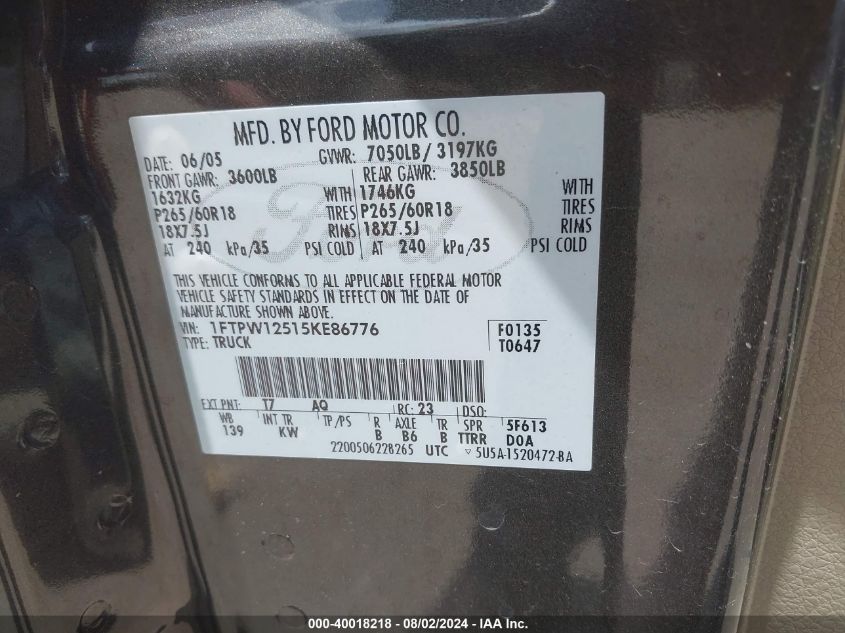 MFD. BY FORD MOTOR CO.
DATE: 06/05 GVWR: 7050LB/ 3197KG
FRONT GAWR: 3600LB REAR GAWR: 3850LB
1632KG WITH 1746KG WITH
P265/60R18 TIRES P265/60R18 TIRES
18X7.5J RIMS 18X7.5J RIMS
AT 240 kPa/35 PSI COLD AT 240 kPa/35 PSI COLD
THIS VEHICLE CONFORMS TO ALL APPLICABLE FEDERAL MOTOR
VEHICLE SAFETY STANDARDS IN EFFECT ON THE DATE OF
MANUFACTURE SHOWN ABOVE.
VIN: 1FTPW12515KE86776 F0135
TYPE: TRUCK T0647
EXT PNT: T7 AQ RC: 23 DSO:
WB INT TR TP/PS R AXLE TR SPR 5F613
139 KW B B6 B TTRR DOA
2200506228265 UTC ▽ 5U5A-1520472-BA
Ford
000-40018218 - 08/02/2024 - IAA Inc.